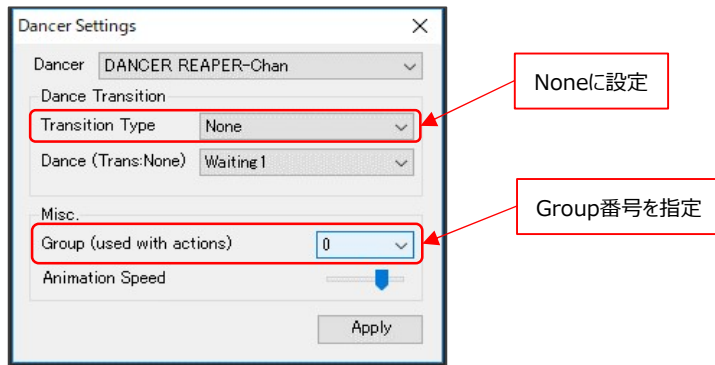 Dancer Settings
Dancer DANCER REAPER-Chan
Dance Transition
Transition Type None
Noneに設定
Dance (Trans:None) Waiting1
Misc.
Group (used with actions) 0
Group番号を指定
Animation Speed
Apply